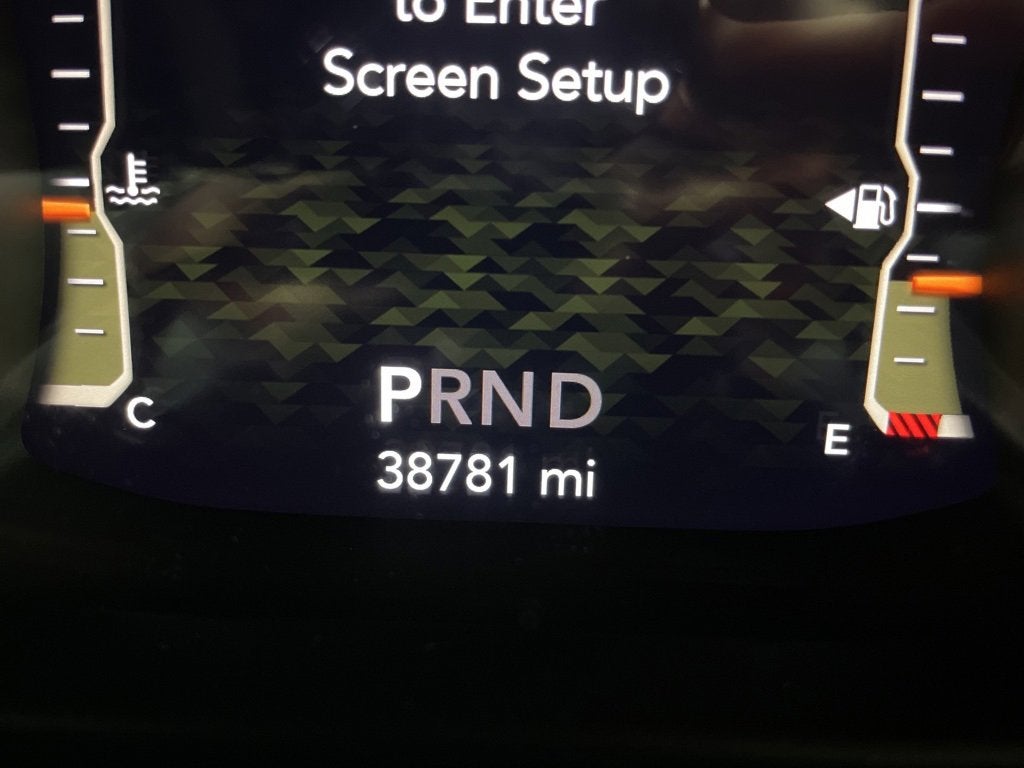 to Enter
Screen Setup
C
PRND
E
38781 mi